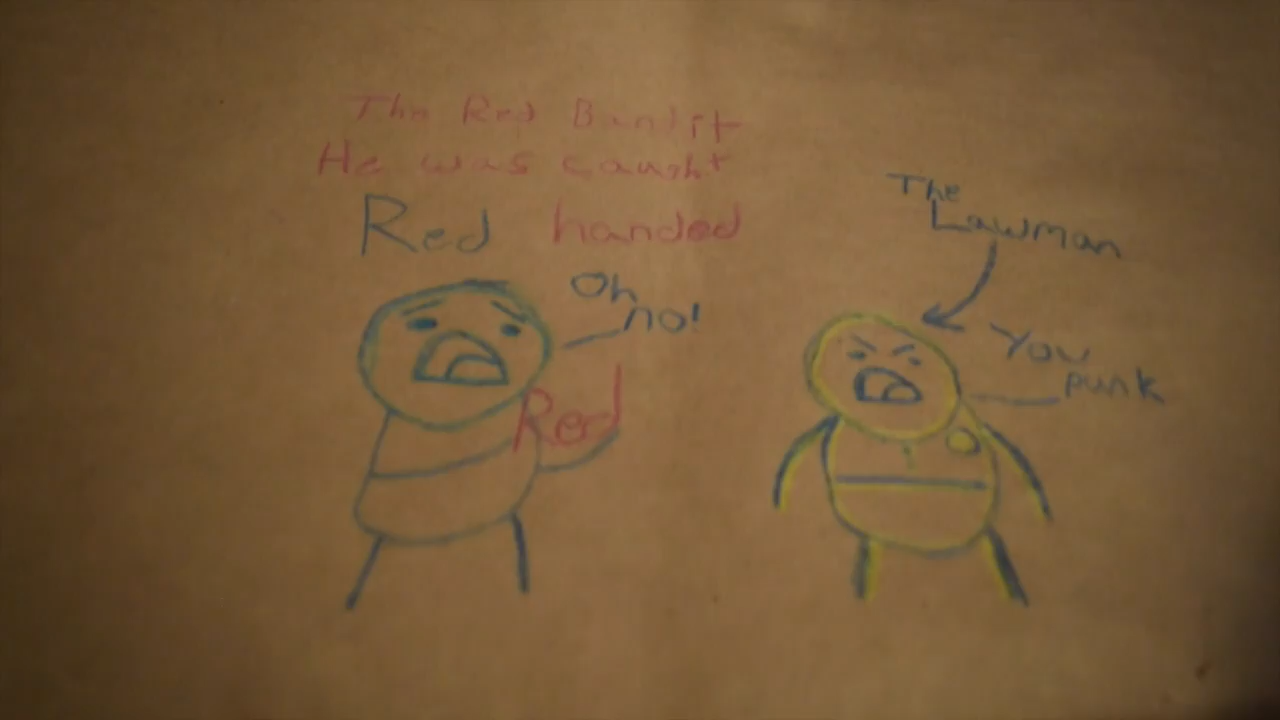 The Red Bandit
He was caught
Red handed
Oh
no!
Red
The
Lawman
You
punk